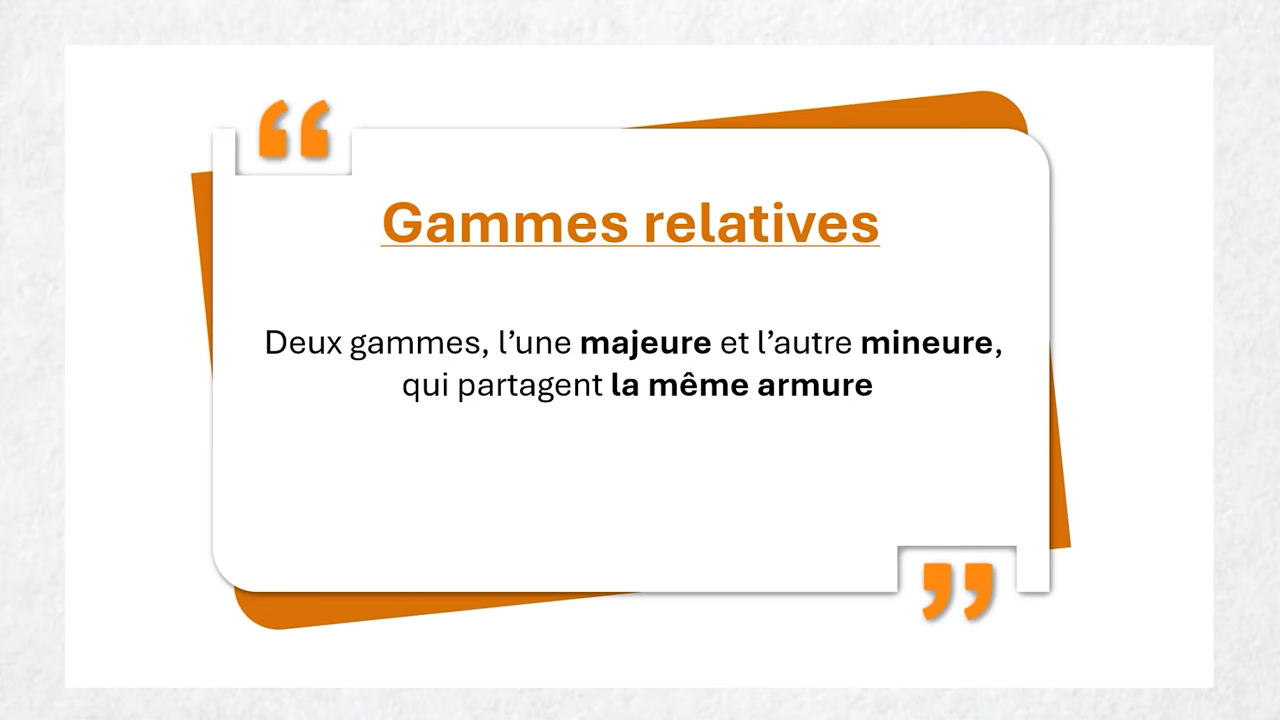 “
Gammes relatives
Deux gammes, l’une majeure et l’autre mineure,
qui partagent la même armure
”